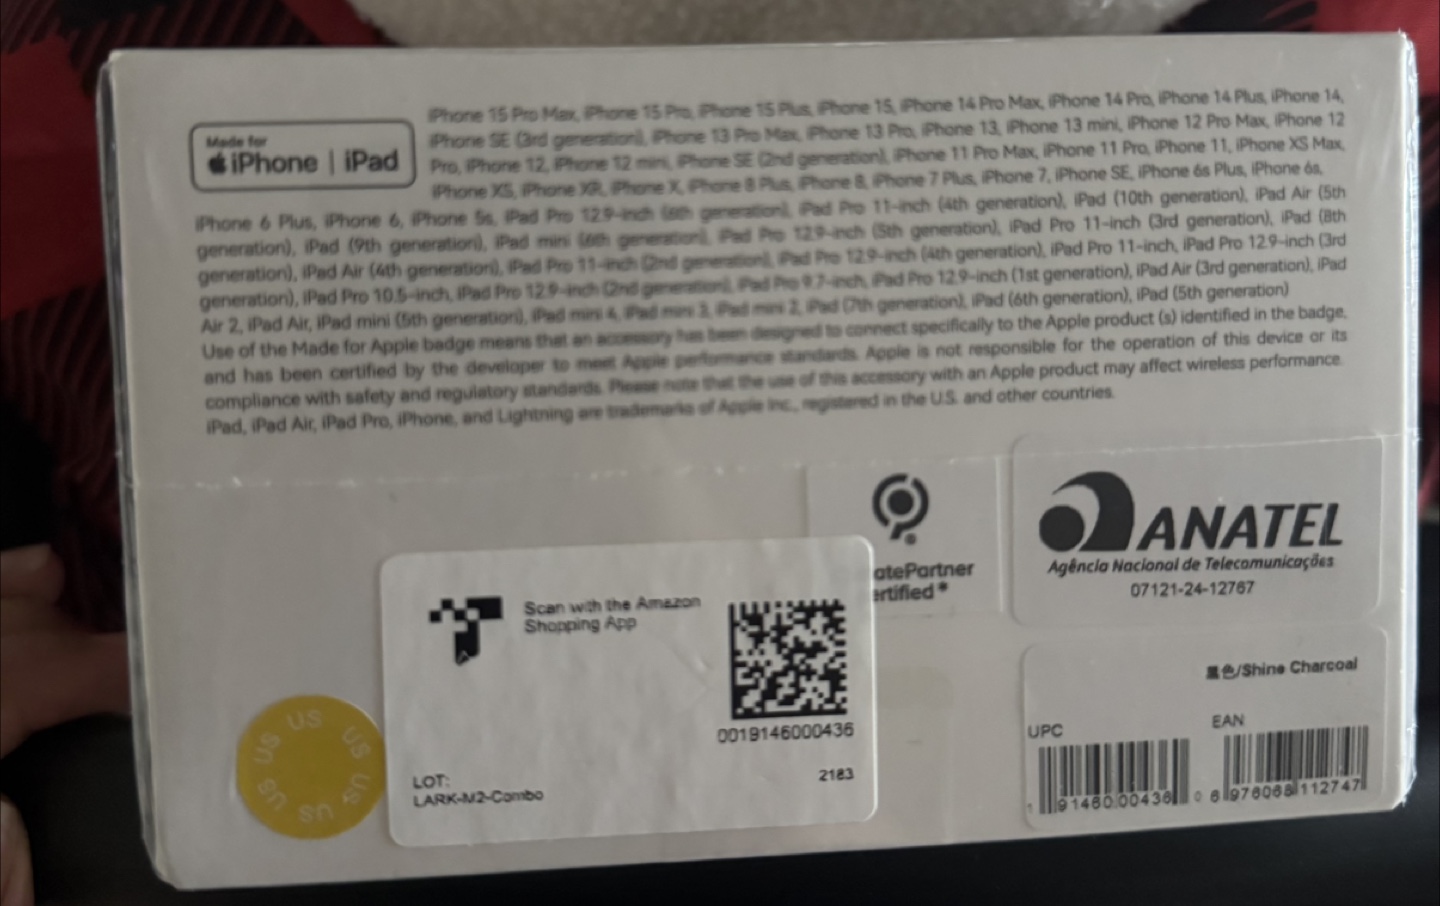 Made for
iPhone | iPad
iPhone 15 Pro Max, iPhone 15 Pro, iPhone 15 Plus, iPhone 15, iPhone 14 Pro Max, iPhone 14 Pro, iPhone 14 Plus, iPhone 14,
iPhone SE (3rd generation), iPhone 13 Pro Max, iPhone 13 Pro, iPhone 13, iPhone 13 mini, iPhone 12 Pro Max, iPhone 12
Pro, iPhone 12, iPhone 12 mini, iPhone SE (2nd generation), iPhone 11 Pro Max, iPhone 11 Pro, iPhone 11, iPhone XS Max,
iPhone XS, iPhone XR, iPhone X, iPhone 8 Plus, iPhone 8, iPhone 7 Plus, iPhone 7, iPhone SE, iPhone 6s Plus, iPhone 6s,
iPhone 6 Plus, iPhone 6, iPhone 5s, iPad Pro 12.9-inch (6th generation), iPad Pro 11-inch (4th generation), iPad (10th generation), iPad Air (5th
generation), iPad (9th generation), iPad mini (6th generation), iPad Pro 12.9-inch (5th generation), iPad Pro 11-inch (3rd generation), iPad (8th
generation), iPad Air (4th generation), iPad Pro 11-inch (2nd generation), iPad Pro 12.9-inch (4th generation), iPad Pro 11-inch, iPad Pro 12.9-inch (3rd
generation), iPad Pro 10.5-inch, iPad Pro 12.9-inch (2nd generation), iPad Pro 9.7-inch, iPad Pro 12.9-inch (1st generation), iPad Air (3rd generation), iPad
Air 2, iPad Air, iPad mini (5th generation), iPad mini 4, iPad mini 3, iPad mini 2, iPad (7th generation), iPad (6th generation), iPad (5th generation)
Use of the Made for Apple badge means that an accessory has been designed to connect specifically to the Apple product (s) identified in the badge,
and has been certified by the developer to meet Apple performance standards. Apple is not responsible for the operation of this device or its
compliance with safety and regulatory standards. Please note that the use of this accessory with an Apple product may affect wireless performance.
iPad, iPad Air, iPad Pro, iPhone, and Lightning are trademarks of Apple Inc., registered in the U.S. and other countries.
atePartner
ertified*
ANATEL
Agência Nacional de Telecomunicações
07121-24-12767
Scan with the Amazon
Shopping App
0019146000436
LOT:
LARK-M2-Combo
2183
US US US US US US
黑色/Shine Charcoal
UPC
1 91460 00436 0
EAN
6 976068 112747